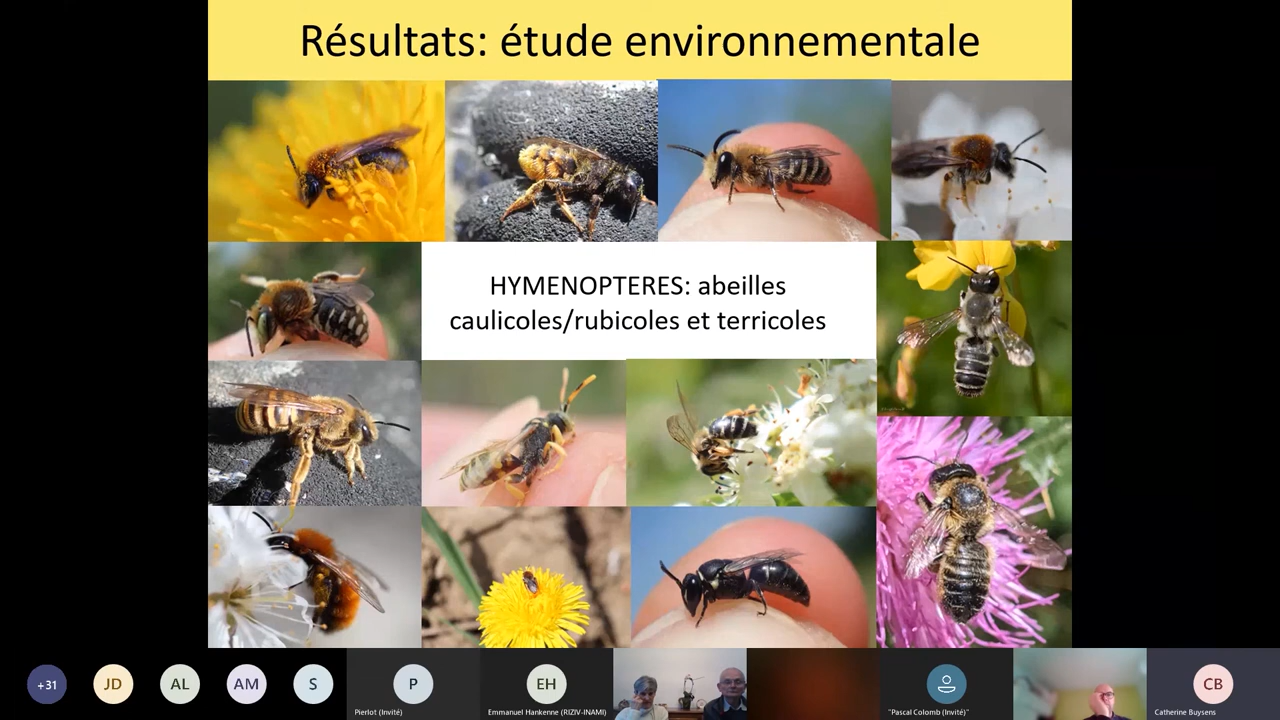 Résultats: étude environnementale
HYMENOPTERES: abeilles
caulicoles/rubicoles et terricoles
+31
JD
AL
AM
S
P
EH
CB
Pierlot (Invité)
Emmanuel Hankenne (RIZIV-INAMI)
"Pascal Colomb (Invité)"
Catherine Buysens